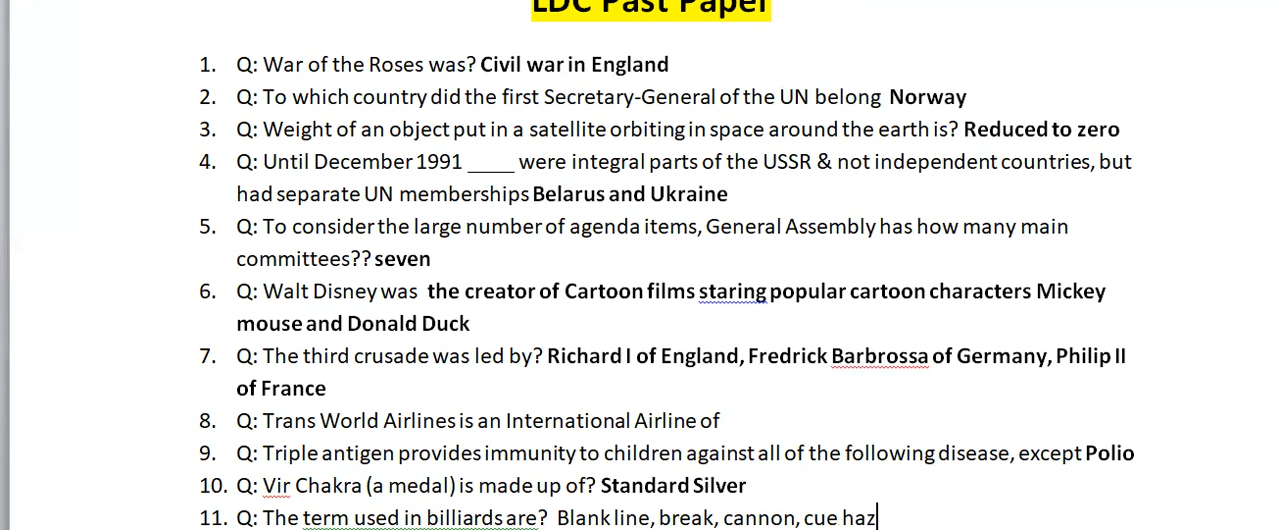 LDC Past Paper
1. Q: War of the Roses was? Civil war in England
2. Q: To which country did the first Secretary-General of the UN belong Norway
3. Q: Weight of an object put in a satellite orbiting in space around the earth is? Reduced to zero
4. Q: Until December 1991 ____ were integral parts of the USSR & not independent countries, but
had separate UN memberships Belarus and Ukraine
5. Q: To consider the large number of agenda items, General Assembly has how many main
committees?? seven
6. Q: Walt Disney was the creator of Cartoon films staring popular cartoon characters Mickey
mouse and Donald Duck
7. Q: The third crusade was led by? Richard I of England, Fredrick Barbrossa of Germany, Philip II
of France
8. Q: Trans World Airlines is an International Airline of
9. Q: Triple antigen provides immunity to children against all of the following disease, except Polio
10. Q: Vir Chakra (a medal) is made up of? Standard Silver
11. Q: The term used in billiards are? Blank line, break, cannon, cue haz